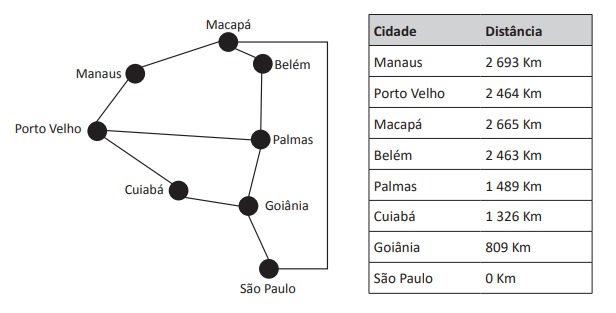 Macapá
Belém
Manaus
Porto Velho
Palmas
Cuiabá
Goiânia
São Paulo
Cidade Distância
Manaus 2 693 Km
Porto Velho 2 464 Km
Macapá 2 665 Km
Belém 2 463 Km
Palmas 1 489 Km
Cuiabá 1 326 Km
Goiânia 809 Km
São Paulo 0 Km